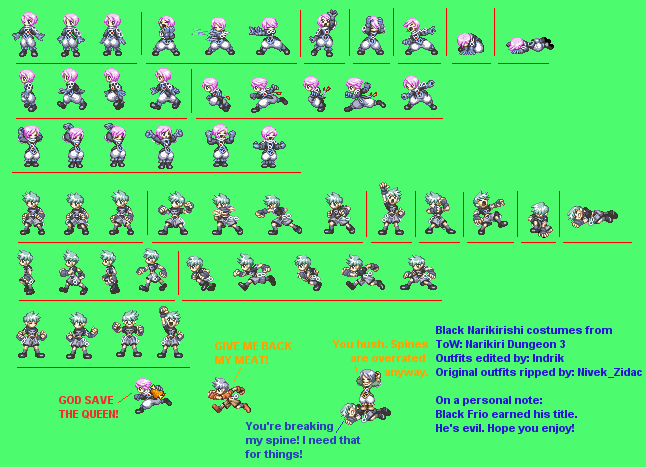 GIVE ME BACK
MY MEAT!
You hush. Spines
are overrated
anyway.
GOD SAVE
THE QUEEN!
You're breaking
my spine! I need that
for things!
Black Narikirishi costumes from
ToW: Narikiri Dungeon 3
Outfits edited by: Indrik
Original outfits ripped by: Nivek_Zidac
On a personal note:
Black Frio earned his title.
He's evil. Hope you enjoy!